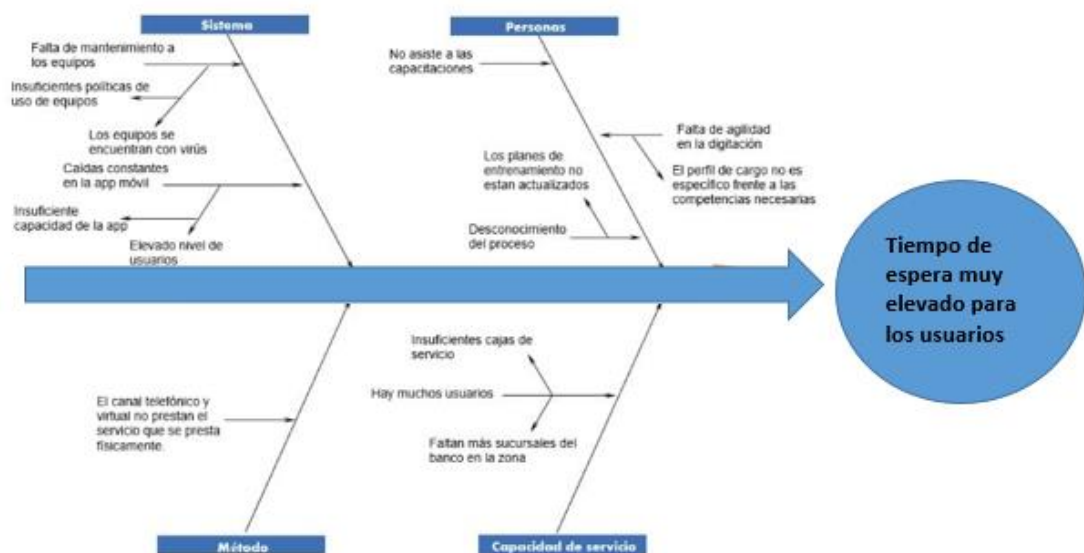 Sistema
Falta de mantenimiento a
los equipos
Insuficientes políticas de
uso de equipos
Los equipos se
encuentran con virús
Caídas constantes
en la app móvil
Insuficiente
capacidad de la app
Elevado nivel de
usuarios
Personas
No asiste a las
capacitaciones
Falta de agilidad
en la digitación
Los planes de
entrenamiento no
estan actualizados
El perfil de cargo no es
específico frente a las
competencias necesarias
Desconocimiento
del proceso
Tiempo de
espera muy
elevado para
los usuarios
El canal telefónico y
virtual no prestan el
servicio que se presta
físicamente.
Método
Insuficientes cajas de
servicio
Hay muchos usuarios
Faltan más sucursales del
banco en la zona
Capacidad de servicio